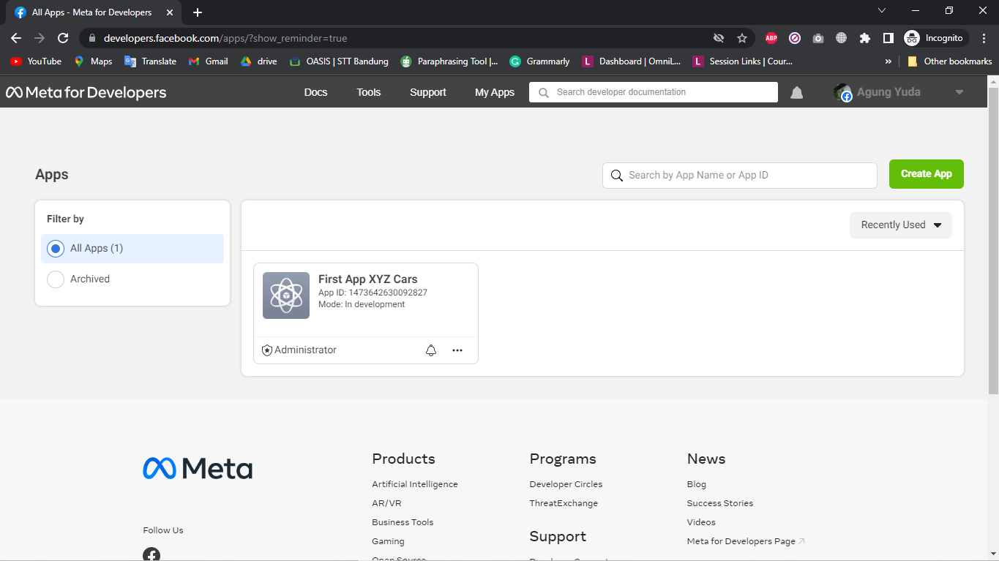 All Apps - Meta for Developers
developers.facebook.com/apps/?show_reminder=true
ABP
Incognito
YouTube
Maps
Translate
Gmail
drive
OASIS | STT Bandung
Paraphrasing Tool |...
Grammarly
L Dashboard | OmniL...
L Session Links | Cour...
»
Other bookmarks
Meta for Developers
Docs
Tools
Support
My Apps
Search developer documentation
Agung Yuda
Apps
Search by App Name or App ID
Create App
Filter by
All Apps (1)
Archived
Recently Used
First App XYZ Cars
App ID: 1473642630092827
Mode: In development
Administrator
Meta
Follow Us
Products
Artificial Intelligence
AR/VR
Business Tools
Gaming
Open Source
Programs
Developer Circles
ThreatExchange
Support
News
Blog
Success Stories
Videos
Meta for Developers Page